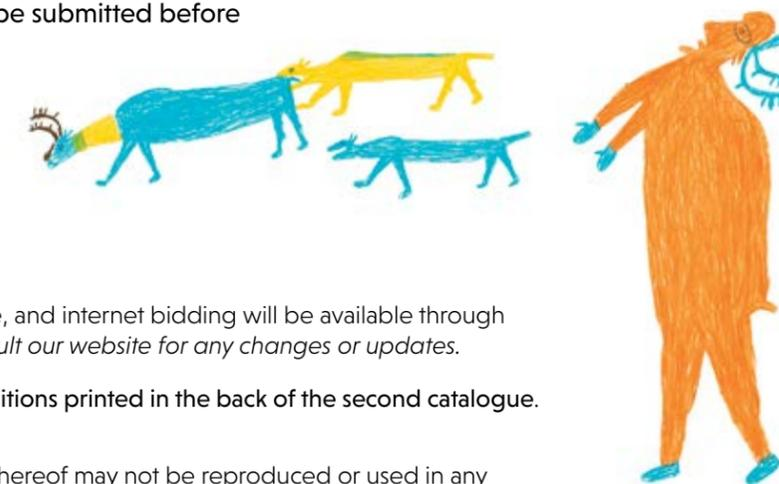 be submitted before
e, and internet bidding will be available through
ult our website for any changes or updates.
itions printed in the back of the second catalogue.
hereof may not be reproduced or used in any